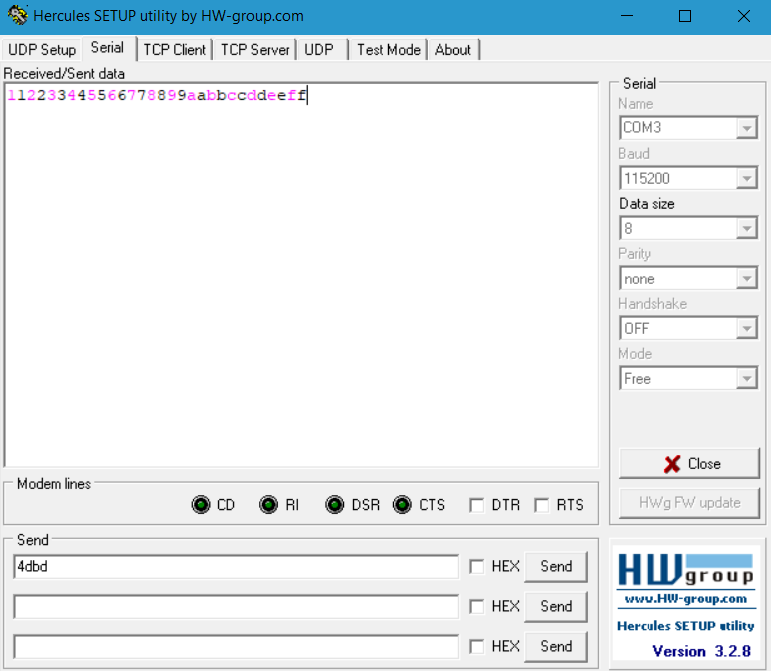 Hercules SETUP utility by HW-group.com
UDP Setup Serial TCP Client TCP Server UDP Test Mode About
Received/Sent data
112233445566778899aabbccddeeff
Serial
Name
COM3
Baud
115200
Data size
8
Parity
none
Handshake
OFF
Mode
Free
Close
HWg FW update
Modem lines
CD RI DSR CTS DTR RTS
Send
4dbd HEX Send
HEX Send
HEX Send
HWgroup
www.HW-group.com
Hercules SETUP utility
Version 3.2.8